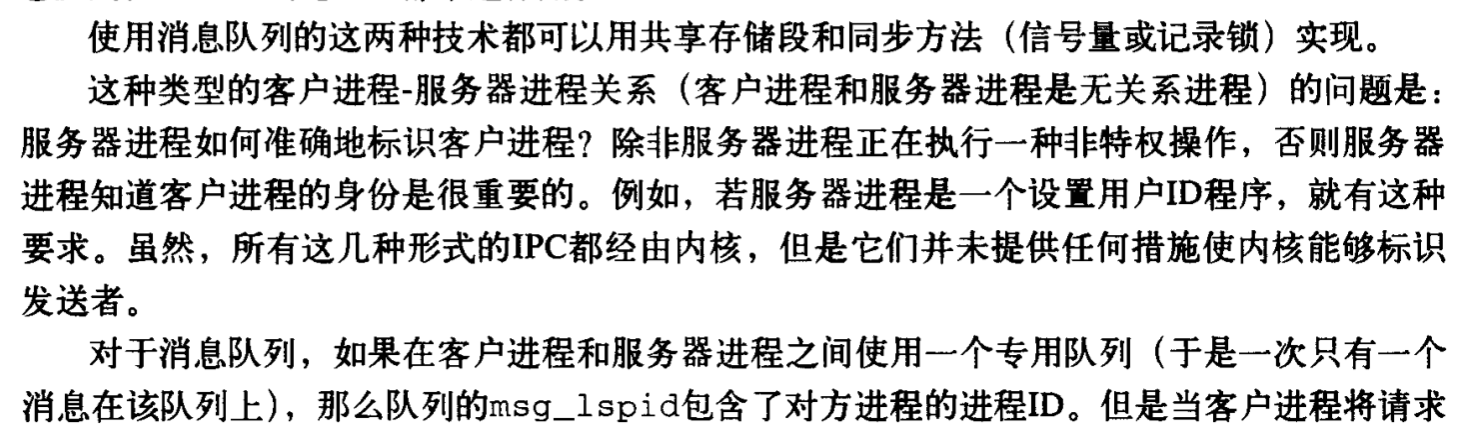 使用消息队列的这两种技术都可以用共享存储段和同步方法（信号量或记录锁）实现。
这种类型的客户进程-服务器进程关系（客户进程和服务器进程是无关系进程）的问题是：
服务器进程如何准确地标识客户进程？除非服务器进程正在执行一种非特权操作，否则服务器
进程知道客户进程的身份是很重要的。例如，若服务器进程是一个设置用户ID程序，就有这种
要求。虽然，所有这几种形式的IPC都经由内核，但是它们并未提供任何措施使内核能够标识
发送者。
对于消息队列，如果在客户进程和服务器进程之间使用一个专用队列（于是一次只有一个
消息在该队列上），那么队列的msg_lspid包含了对方进程的进程ID。但是当客户进程将请求